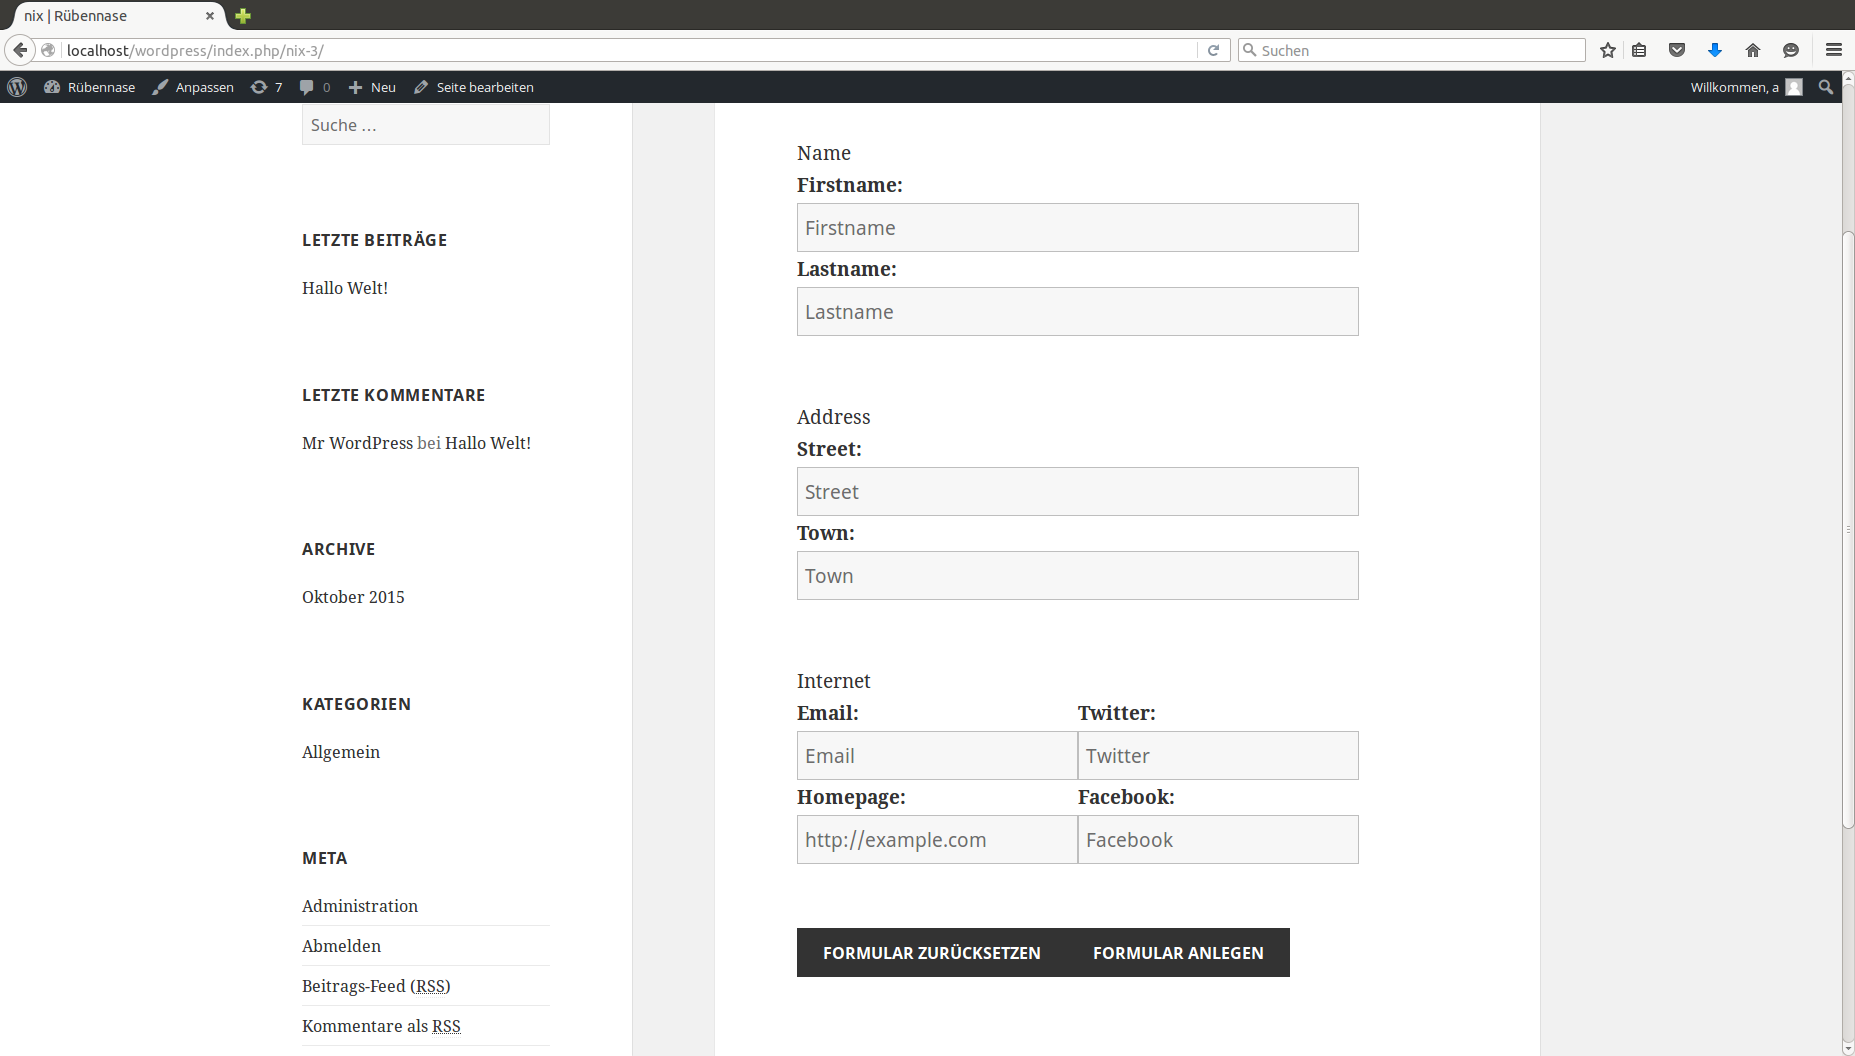 nix | Rübennase
localhost/wordpress/index.php/nix-3/
Suchen
Rübennase Anpassen 7 0 Neu Seite bearbeiten Willkommen, a
Suche …
LETZTE BEITRÄGE
Hallo Welt!
LETZTE KOMMENTARE
Mr WordPress bei Hallo Welt!
ARCHIVE
Oktober 2015
KATEGORIEN
Allgemein
META
Administration
Abmelden
Beitrags-Feed (RSS)
Kommentare als RSS
Name
Firstname:
Firstname
Lastname:
Lastname
Address
Street:
Street
Town:
Town
Internet
Email: Twitter:
Email Twitter
Homepage: Facebook:
http://example.com Facebook
FORMULAR ZURÜCKSETZEN FORMULAR ANLEGEN